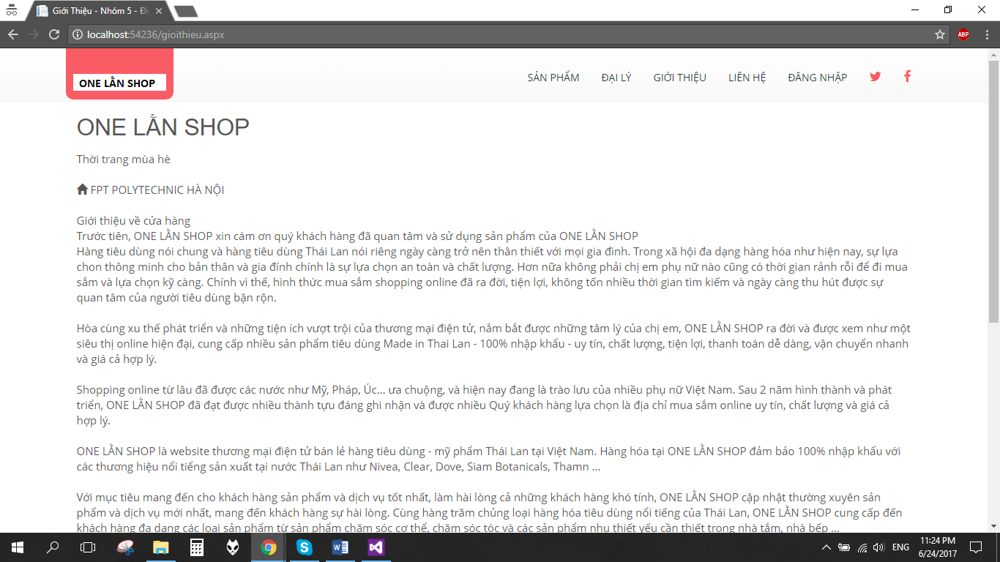 Giới Thiệu - Nhóm 5 - Đi
localhost:54236/gioithieu.aspx
ABP
ONE LẰN SHOP
SẢN PHẨM ĐẠI LÝ GIỚI THIỆU LIÊN HỆ ĐĂNG NHẬP
ONE LẰN SHOP
Thời trang mùa hè
FPT POLYTECHNIC HÀ NỘI
Giới thiệu về cửa hàng
Trước tiên, ONE LẰN SHOP xin cám ơn quý khách hàng đã quan tâm và sử dụng sản phẩm của ONE LẰN SHOP
Hàng tiêu dùng nói chung và hàng tiêu dùng Thái Lan nói riêng ngày càng trở nên thân thiết với mọi gia đình. Trong xã hội đa dạng hàng hóa như hiện nay, sự lựa
chon thông minh cho bản thân và gia đính chính là sự lựa chọn an toàn và chất lượng. Hơn nữa không phải chị em phụ nữ nào cũng có thời gian rảnh rỗi để đi mua
sắm và lựa chọn kỹ càng. Chính vì thế, hình thức mua sắm shopping online đã ra đời, tiện lợi, không tốn nhiều thời gian tìm kiếm và ngày càng thu hút được sự
quan tâm của người tiêu dùng bận rộn.
Hòa cùng xu thế phát triển và những tiện ích vượt trội của thương mại điện tử, nắm bắt được những tâm lý của chị em, ONE LẰN SHOP ra đời và được xem như một
siêu thị online hiện đại, cung cấp nhiều sản phẩm tiêu dùng Made in Thai Lan - 100% nhập khẩu - uy tín, chất lượng, tiện lợi, thanh toán dễ dàng, vận chuyển nhanh
và giá cả hợp lý.
Shopping online từ lâu đã được các nước như Mỹ, Pháp, Úc... ưa chuộng, và hiện nay đang là trào lưu của nhiều phụ nữ Việt Nam. Sau 2 năm hình thành và phát
triển, ONE LẰN SHOP đã đạt được nhiều thành tựu đáng ghi nhận và được nhiều Quý khách hàng lựa chọn là địa chỉ mua sắm online uy tín, chất lượng và giá cả
hợp lý.
ONE LẰN SHOP là website thương mại điện tử bán lẻ hàng tiêu dùng - mỹ phẩm Thái Lan tại Việt Nam. Hàng hóa tại ONE LẰN SHOP đảm bảo 100% nhập khẩu với
các thương hiệu nổi tiếng sản xuất tại nước Thái Lan như Nivea, Clear, Dove, Siam Botanicals, Thamn ...
Với mục tiêu mang đến cho khách hàng sản phẩm và dịch vụ tốt nhất, làm hài lòng cả những khách hàng khó tính, ONE LẰN SHOP cập nhật thường xuyên sản
phẩm và dịch vụ mới nhất, mang đến khách hàng sự hài lòng. Cùng hàng trăm chủng loại hàng hóa tiêu dùng nổi tiếng của Thái Lan, ONE LẰN SHOP cung cấp đến
khách hàng đa dạng các loại sản phẩm từ sản phẩm chăm sóc cơ thể, chăm sóc tóc và các sản phẩm nhu thiết yếu cần thiết trong nhà tắm, nhà bếp ...
ENG
11:24 PM
6/24/2017